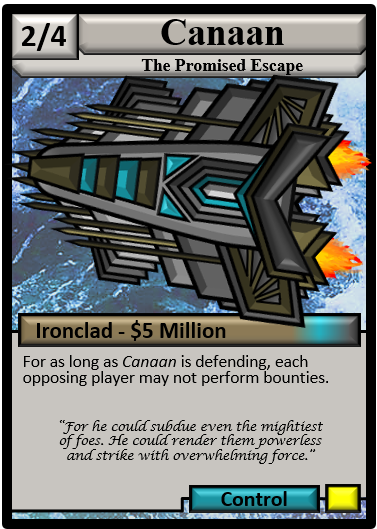 2/4
Canaan
The Promised Escape
Ironclad - $5 Million
For as long as Canaan is defending, each
opposing player may not perform bounties.
"For he could subdue even the mightiest
of foes. He could render them powerless
and strike with overwhelming force."
Control